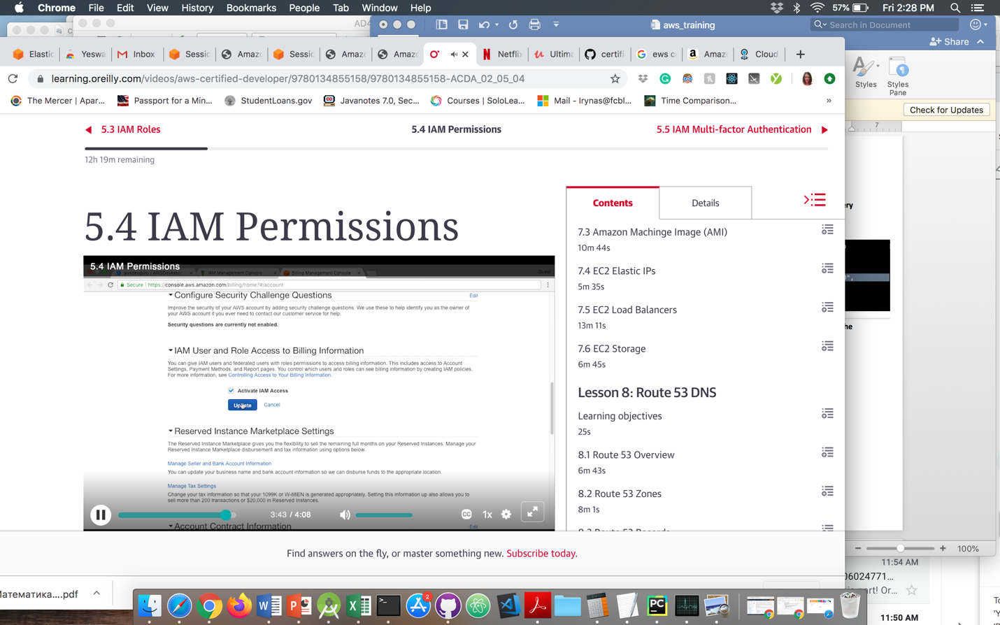 Chrome File Edit View History Bookmarks People Tab Window Help
57% Fri 2:28 PM
AD4
aws_training
Search in Document
Share
Elastic Yeswa Inbox Sessic Amaz Sessic Amaz Amaz Netflix Ultima certifi ews c Amaz Cloud
learning.oreilly.com/videos/aws-certified-developer/9780134855158/9780134855158-ACDA_02_05_04
The Mercer | Apar... Passport for a Min... StudentLoans.gov Javanotes 7.0, Sec... Courses | SoloLea... Mail - Irynas@fcbl... Time Comparison... »
Styles Styles Pane
Check for Updates
7
5.3 IAM Roles
5.4 IAM Permissions
5.5 IAM Multi-factor Authentication
12h 19m remaining
5.4 IAM Permissions
5.4 IAM Permissions
IAM Management Console
Billing Management Console
Guest
Secure https://console.aws.amazon.com/billing/home?#/account
Configure Security Challenge Questions Edit
Improve the security of your AWS account by adding security challenge questions. We use these to help identify you as the owner of
your AWS account if you ever need to contact our customer service for help.
Security questions are currently not enabled.
IAM User and Role Access to Billing Information
You can give IAM users and federated users with roles permissions to access billing information. This includes access to Account
Settings, Payment Methods, and Report pages. You control which users and roles can see billing information by creating IAM policies.
For more information, see Controlling Access to Your Billing Information.
Activate IAM Access
Update Cancel
Reserved Instance Marketplace Settings
The Reserved Instance Marketplace gives you the flexibility to sell the remaining full months on your Reserved Instances. Manage your
Reserved Instance Marketplace disbursement and tax information using options below.
Manage Seller and Bank Account Information
You can update your business name and bank account information so we can disburse funds to the appropriate location.
Manage Tax Settings
Change your tax information so that your 1099K or W-88EN is generated appropriately. Setting this information up also allows you to
sell more than 200 transactions or $20,000 in Reserved Instances.
3:43 / 4:08
CC
1x
Account Contract Information Edit
Contents
Details
7.3 Amazon Machinge Image (AMI)
10m 44s
7.4 EC2 Elastic IPs
5m 35s
7.5 EC2 Load Balancers
13m 11s
7.6 EC2 Storage
6m 45s
Lesson 8: Route 53 DNS
Learning objectives
25s
8.1 Route 53 Overview
6m 43s
8.2 Route 53 Zones
8m 1s
ry
he
Find answers on the fly, or master something new. Subscribe today.
100%
11:54 AM
06024771...
part! Or...
11:50 AM
Математика....pdf
2
PC